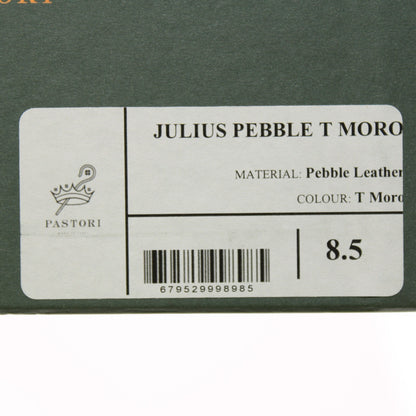 JULIUS PEBBLE T MORO
MATERIAL: Pebble Leather
COLOUR: T Moro
PASTORI
8.5
679529998985